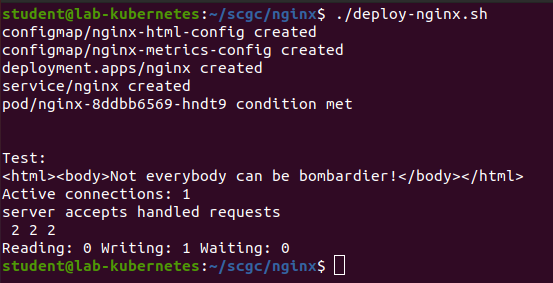 student@lab-kubernetes:~/scgc/nginx$ ./deploy-nginx.sh
configmap/nginx-html-config created
configmap/nginx-metrics-config created
deployment.apps/nginx created
service/nginx created
pod/nginx-8ddbb6569-hndt9 condition met
Test:
<html><body>Not everybody can be bombardier!</body></html>
Active connections: 1
server accepts handled requests
 2 2 2
Reading: 0 Writing: 1 Waiting: 0
student@lab-kubernetes:~/scgc/nginx$